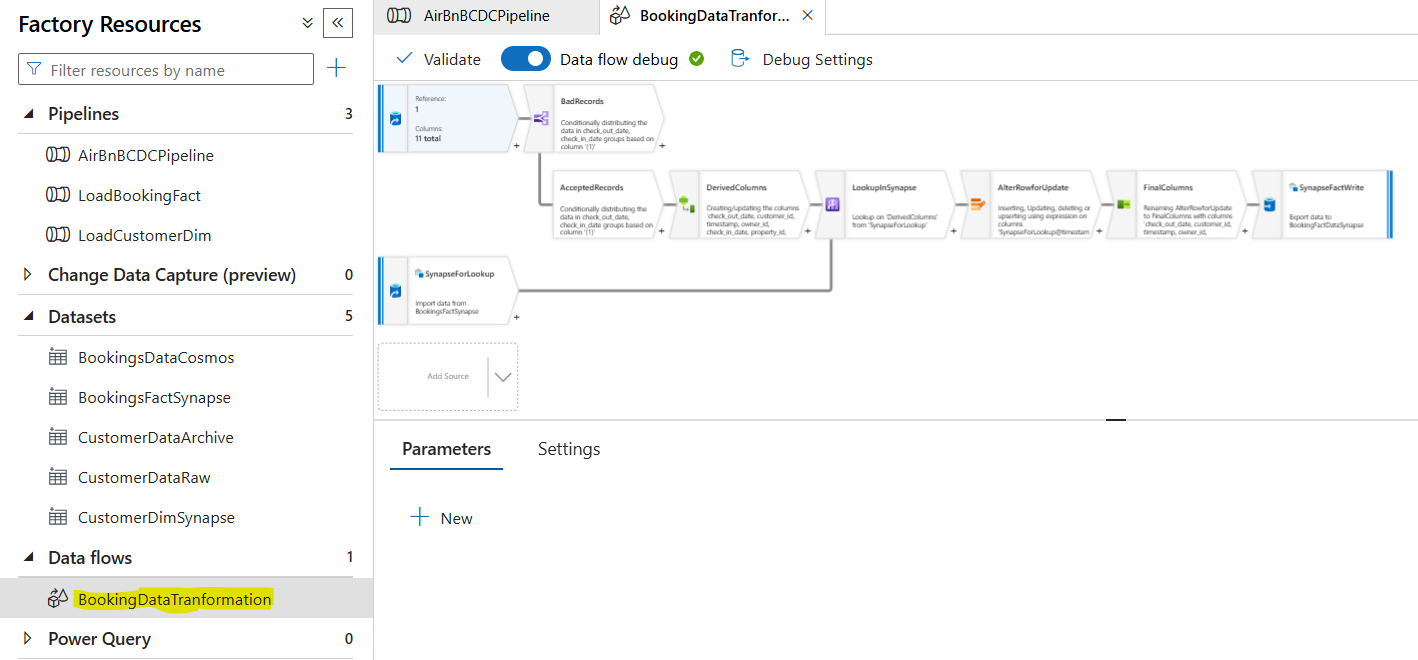 Factory Resources
Filter resources by name
Pipelines 3
AirBnBCDCPipeline
LoadBookingFact
LoadCustomerDim
Change Data Capture (preview) 0
Datasets 5
BookingsDataCosmos
BookingsFactSynapse
CustomerDataArchive
CustomerDataRaw
CustomerDimSynapse
Data flows 1
BookingDataTranformation
Power Query 0
AirBnBCDCPipeline
BookingDataTranfor...
Validate
Data flow debug
Debug Settings
Reference:
1
Columns:
11 total
BadRecords
Conditionally distributing the
data in check_out_date,
check_in_date groups based on
column '(1)'
AcceptedRecords
Conditionally distributing the
data in check_out_date,
check_in_date groups based on
column '(1)'
DerivedColumns
Creating/updating the columns
'check_out_date, customer_id,
timestamp, owner_id,
check_in_date, property_id,
LookupInSynapse
Lookup on 'DerivedColumns'
from 'SynapseForLookup'
AlterRowforUpdate
Inserting, Updating, deleting or
upserting using expression on
columns
'SynapseForLookup@timestam
FinalColumns
Renaming AlterRowforUpdate
to FinalColumns with columns
'check_out_date, customer_id,
timestamp, owner_id,
SynapseFactWrite
Export data to
BookingFactDataSynapse
SynapseForLookup
Import data from
BookingsFactSynapse
Add Source
Parameters
Settings
New